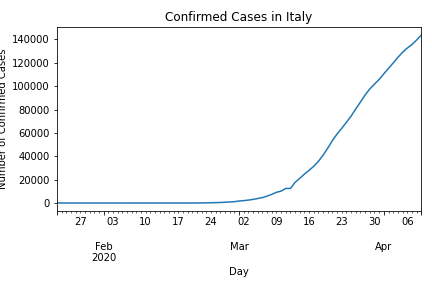 Confirmed Cases in Italy
Number of Confirmed Cases
140000
120000
100000
80000
60000
40000
20000
0
27 03 10 17 24 02 09 16 23 30 06
Feb Mar Apr
2020
Day